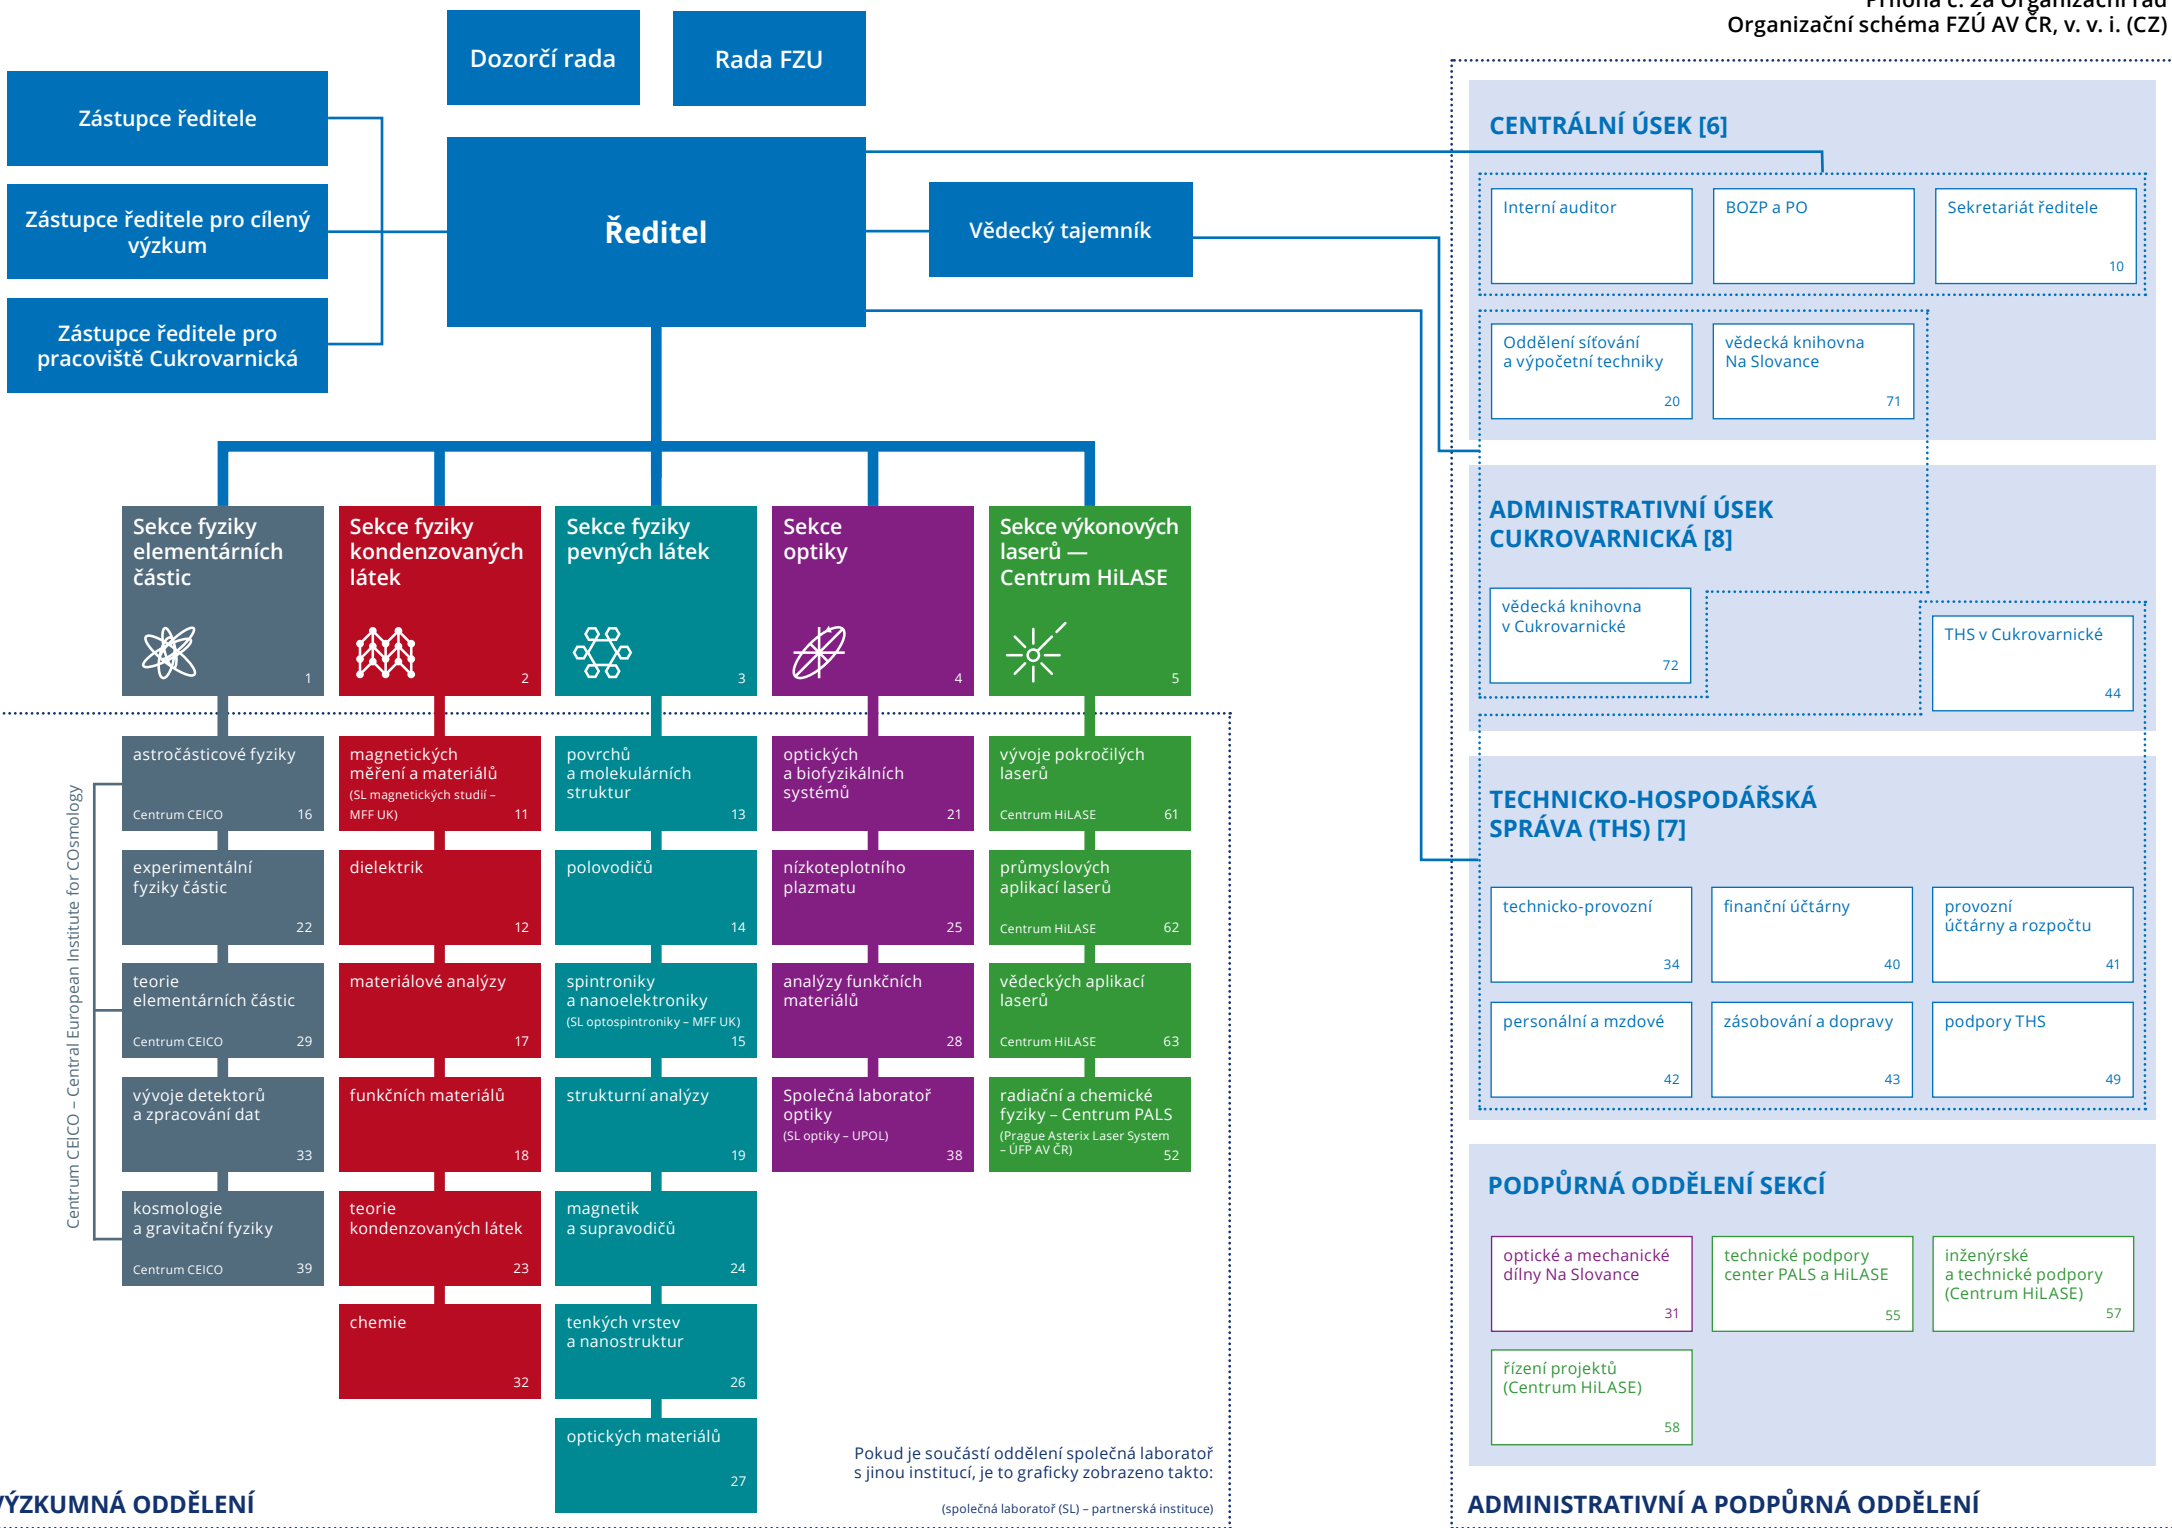 Příloha č. 2a Organizační řád
Organizační schéma FZÚ AV ČR, v. v. i. (CZ)
Dozorčí rada
Rada FZU
Zástupce ředitele
Zástupce ředitele pro cílený
výzkum
Zástupce ředitele pro
pracoviště Cukrovarnická
Ředitel
Vědecký tajemník
Sekce fyziky
elementárních
částic
1
Sekce fyziky
kondenzovaných
látek
2
Sekce fyziky
pevných látek
3
Sekce
optiky
4
Sekce výkonových
laserů —
Centrum HiLASE
5
Centrum CEICO – Central European Institute for COsmology
astročásticové fyziky
Centrum CEICO 16
experimentální
fyziky částic
22
teorie
elementárních částic
Centrum CEICO 29
vývoje detektorů
a zpracování dat
33
kosmologie
a gravitační fyziky
Centrum CEICO 39
magnetických
měření a materiálů
(SL magnetických studií –
MFF UK) 11
dielektrik
12
materiálové analýzy
17
funkčních materiálů
18
teorie
kondenzovaných látek
23
chemie
32
povrchů
a molekulárních
struktur
13
polovodičů
14
spintroniky
a nanoelektroniky
(SL optospintroniky – MFF UK)
15
strukturní analýzy
19
magnetik
a supravodičů
24
tenkých vrstev
a nanostruktur
26
optických materiálů
27
optických
a biofyzikálních
systémů
21
nízkoteplotního
plazmatu
25
analýzy funkčních
materiálů
28
Společná laboratoř
optiky
(SL optiky – UPOL)
38
vývoje pokročilých
laserů
Centrum HiLASE 61
průmyslových
aplikací laserů
Centrum HiLASE 62
vědeckých aplikací
laserů
Centrum HiLASE 63
radiační a chemické
fyziky – Centrum PALS
(Prague Asterix Laser System
– ÚFP AV ČR) 52
Pokud je součástí oddělení společná laboratoř
s jinou institucí, je to graficky zobrazeno takto:
(společná laboratoř (SL) – partnerská instituce)
VÝZKUMNÁ ODDĚLENÍ
CENTRÁLNÍ ÚSEK [6]
Interní auditor
BOZP a PO
Sekretariát ředitele
10
Oddělení síťování
a výpočetní techniky
20
vědecká knihovna
Na Slovance
71
ADMINISTRATIVNÍ ÚSEK
CUKROVARNICKÁ [8]
vědecká knihovna
v Cukrovarnické
72
THS v Cukrovarnické
44
TECHNICKO-HOSPODÁŘSKÁ
SPRÁVA (THS) [7]
technicko-provozní
34
finanční účtárny
40
provozní
účtárny a rozpočtu
41
personální a mzdové
42
zásobování a dopravy
43
podpory THS
49
PODPŮRNÁ ODDĚLENÍ SEKCÍ
optické a mechanické
dílny Na Slovance
31
technické podpory
center PALS a HiLASE
55
inženýrské
a technické podpory
(Centrum HiLASE)
57
řízení projektů
(Centrum HiLASE)
58
ADMINISTRATIVNÍ A PODPŮRNÁ ODDĚLENÍ